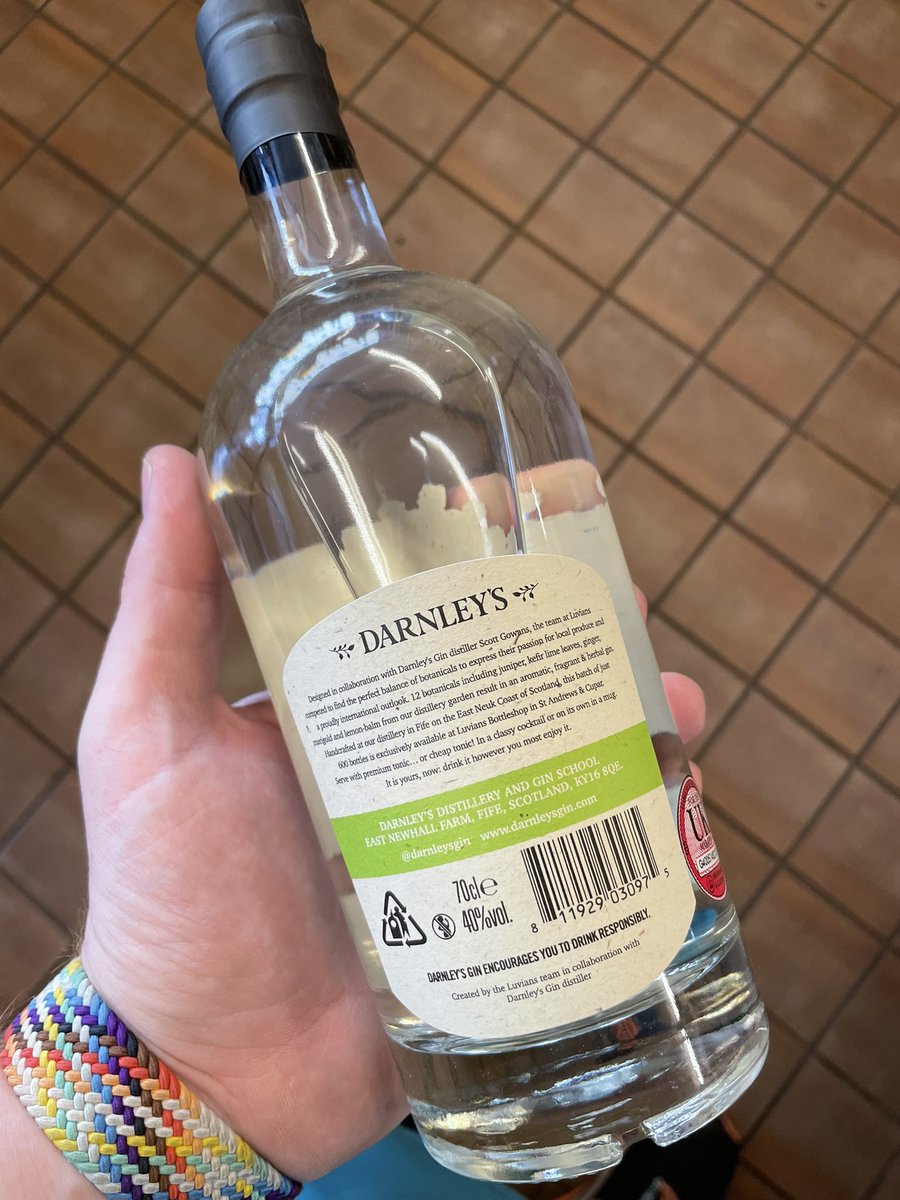 DARNLEY'S
Designed in collaboration with Darnley's Gin distiller Scott Gowans, the team at Luvians
competed to find the perfect balance of botanicals to express their passion for local produce and
a proudly international outlook. 12 botanicals including juniper, kefir lime leaves, ginger,
marigold and lemon-balm from our distillery garden result in an aromatic, fragrant & herbal gin.
Handcrafted at our distillery in Fife on the East Neuk Coast of Scotland, this batch of just
600 bottles is exclusively available at Luvians Bottleshop in St Andrews & Cupar.
Serve with premium tonic... or cheap tonic! In a classy cocktail or on its own in a mug.
It is yours, now: drink it however you most enjoy it.
DARNLEY'S DISTILLERY AND GIN SCHOOL
EAST NEWHALL FARM, FIFE, SCOTLAND, KY16 8QE.
@darnleysgin www.darnleysgin.com
70cl℮
40%vol.
8 11929 03097 5
DARNLEY'S GIN ENCOURAGES YOU TO DRINK RESPONSIBLY.
Created by the Luvians team in collaboration with
Darnley's Gin distiller